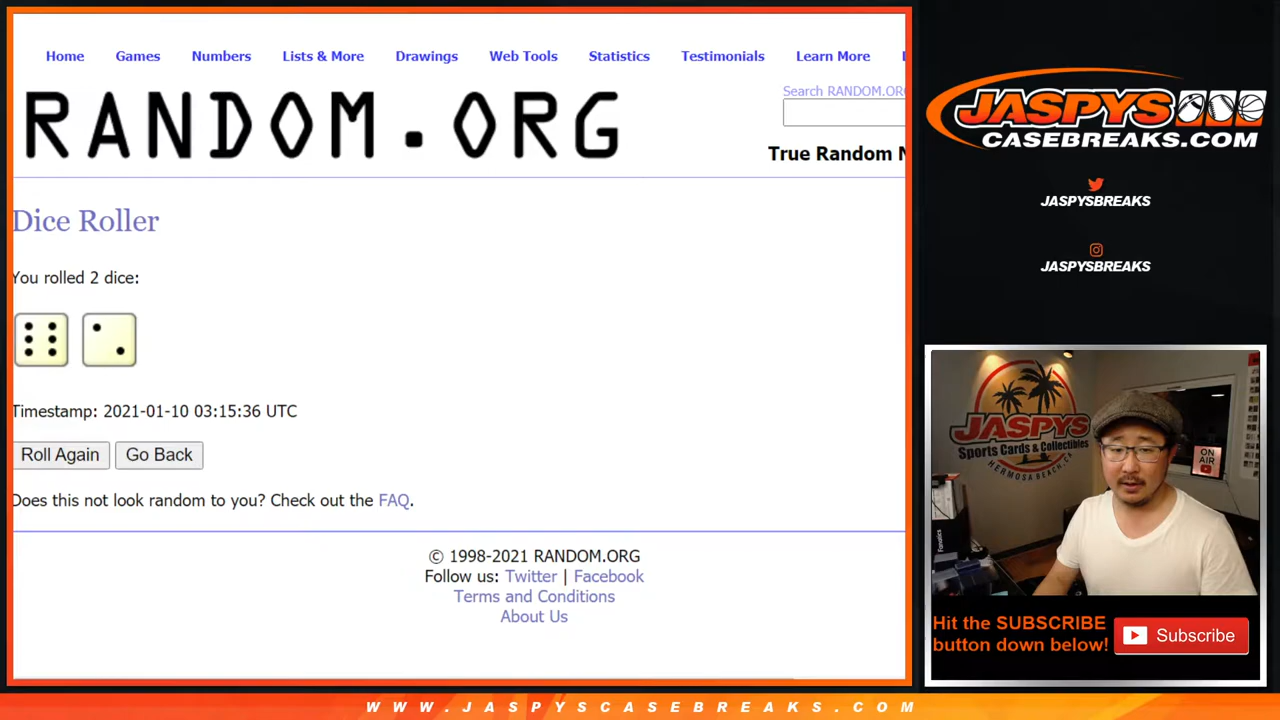 Home Games Numbers Lists & More Drawings Web Tools Statistics Testimonials Learn More
Search RANDOM.ORG
RANDOM.ORG
True Random N
Dice Roller
You rolled 2 dice:
Timestamp: 2021-01-10 03:15:36 UTC
Roll Again Go Back
Does this not look random to you? Check out the FAQ.
© 1998-2021 RANDOM.ORG
Follow us: Twitter | Facebook
Terms and Conditions
About Us
JASPYS
CASEBREAKS.COM
JASPYSBREAKS
JASPYSBREAKS
JASPYS
Sports Cards & Collectibles
HERMOSA BEACH, CA
ON
AIR
Fanatics
Hit the SUBSCRIBE
button down below!
Subscribe
WWW.JASPYSCASEBREAKS.COM